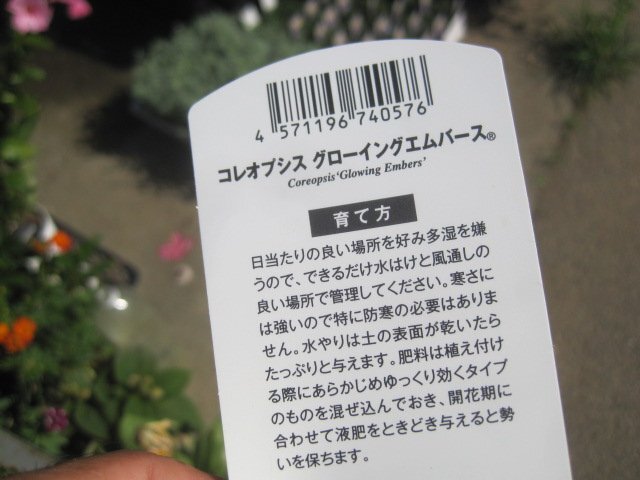 4 571196 740576
コレオプシス グローイングエムバース®
Coreopsis‘Glowing Embers’
育て方
日当たりの良い場所を好み多湿を嫌
うので、できるだけ水はけと風通しの
良い場所で管理してください。寒さに
は強いので特に防寒の必要はありま
せん。水やりは土の表面が乾いたら
たっぷりと与えます。肥料は植え付け
る際にあらかじめゆっくり効くタイプ
のものを混ぜ込んでおき、開花期に
合わせて液肥をときどき与えると勢
いを保ちます。